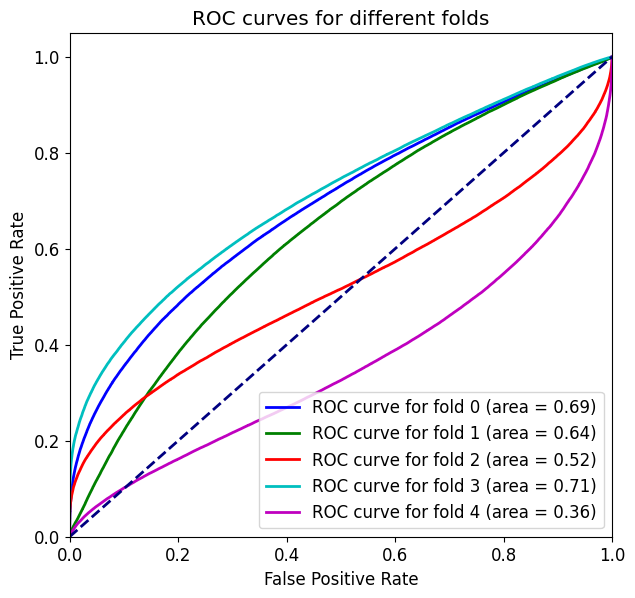 ROC curves for different folds
True Positive Rate
1.0
0.8
0.6
0.4
0.2
0.0
ROC curve for fold 0 (area = 0.69)
ROC curve for fold 1 (area = 0.64)
ROC curve for fold 2 (area = 0.52)
ROC curve for fold 3 (area = 0.71)
ROC curve for fold 4 (area = 0.36)
0.0 0.2 0.4 0.6 0.8 1.0
False Positive Rate